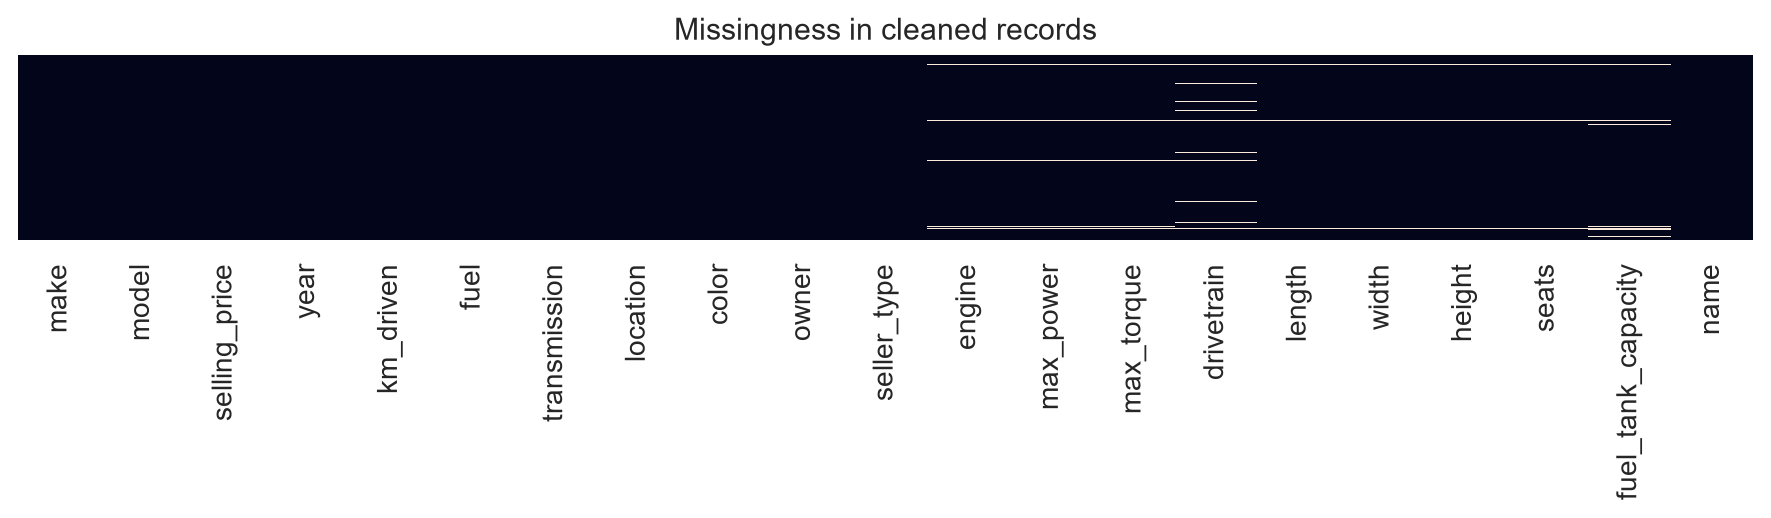 Missingness in cleaned records
make
model
selling_price
year
km_driven
fuel
transmission
location
color
owner
seller_type
engine
max_power
max_torque
drivetrain
length
width
height
seats
fuel_tank_capacity
name